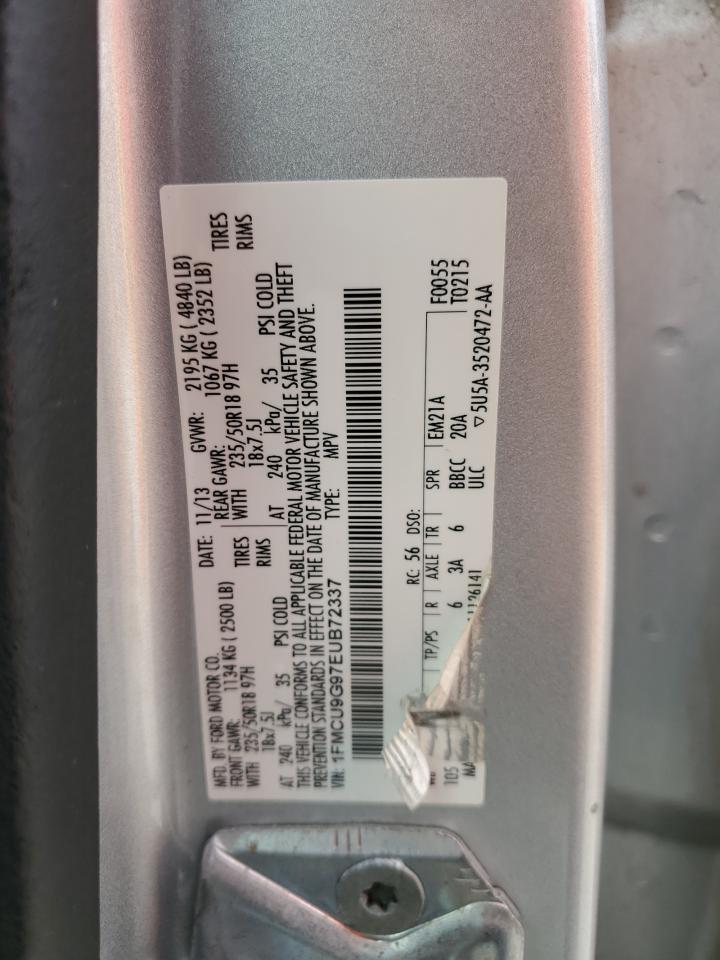 MFD. BY FORD MOTOR CO. DATE: 11/13 GVWR: 2195 KG ( 4840 LB)
FRONT GAWR: 1134 KG ( 2500 LB) REAR GAWR: 1067 KG ( 2352 LB)
WITH 235/50R18 97H TIRES WITH 235/50R18 97H TIRES
18x7.5J RIMS 18x7.5J RIMS
AT 240 kPa/ 35 PSI COLD AT 240 kPa/ 35 PSI COLD
THIS VEHICLE CONFORMS TO ALL APPLICABLE FEDERAL MOTOR VEHICLE SAFETY AND THEFT
PREVENTION STANDARDS IN EFFECT ON THE DATE OF MANUFACTURE SHOWN ABOVE.
VIN: 1FMCU9G97EUB72337 TYPE: MPV
F0055
RC: 56 DSO: T0215
TP/PS R AXLE TR SPR EM21A
105 6 3A 6 BBCC 20A
11126141 ULC ▽5U5A-3520472-AA